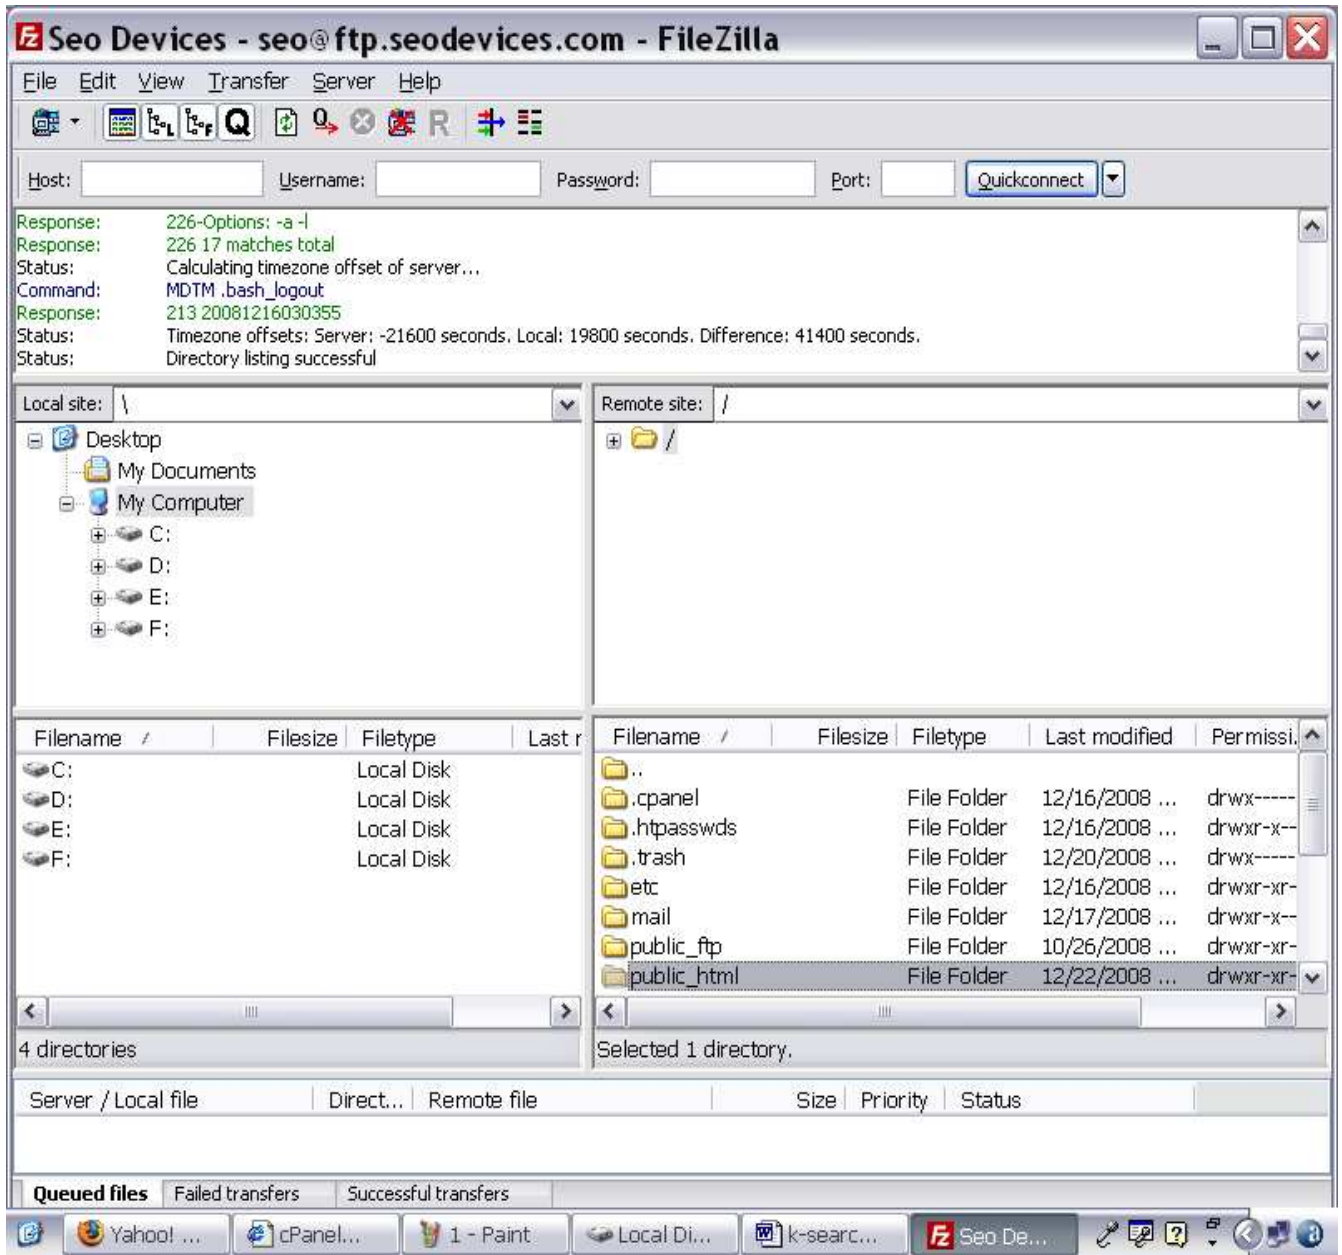 Seo Devices - seo@ftp.seodevices.com - FileZilla
File Edit View Transfer Server Help
Host: Username: Password: Port: Quickconnect
Response: 226-Options: -a -l
Response: 226 17 matches total
Status: Calculating timezone offset of server...
Command: MDTM .bash_logout
Response: 213 20081216030355
Status: Timezone offsets: Server: -21600 seconds. Local: 19800 seconds. Difference: 41400 seconds.
Status: Directory listing successful
Local site: \
Desktop
My Documents
My Computer
C:
D:
E:
F:
Remote site: /
/
Filename / Filesize Filetype Last r
C: Local Disk
D: Local Disk
E: Local Disk
F: Local Disk
4 directories
Filename / Filesize Filetype Last modified Permissi.
..
.cpanel File Folder 12/16/2008 ... drwx-----
.htpasswds File Folder 12/16/2008 ... drwxr-x--
.trash File Folder 12/20/2008 ... drwx-----
etc File Folder 12/16/2008 ... drwxr-xr-
mail File Folder 12/17/2008 ... drwxr-x--
public_ftp File Folder 10/26/2008 ... drwxr-xr-
public_html File Folder 12/22/2008 ... drwxr-xr-
Selected 1 directory.
Server / Local file Direct... Remote file Size Priority Status
Queued files Failed transfers Successful transfers
Yahoo! ... cPanel... 1 - Paint Local Di... k-searc... Seo De...